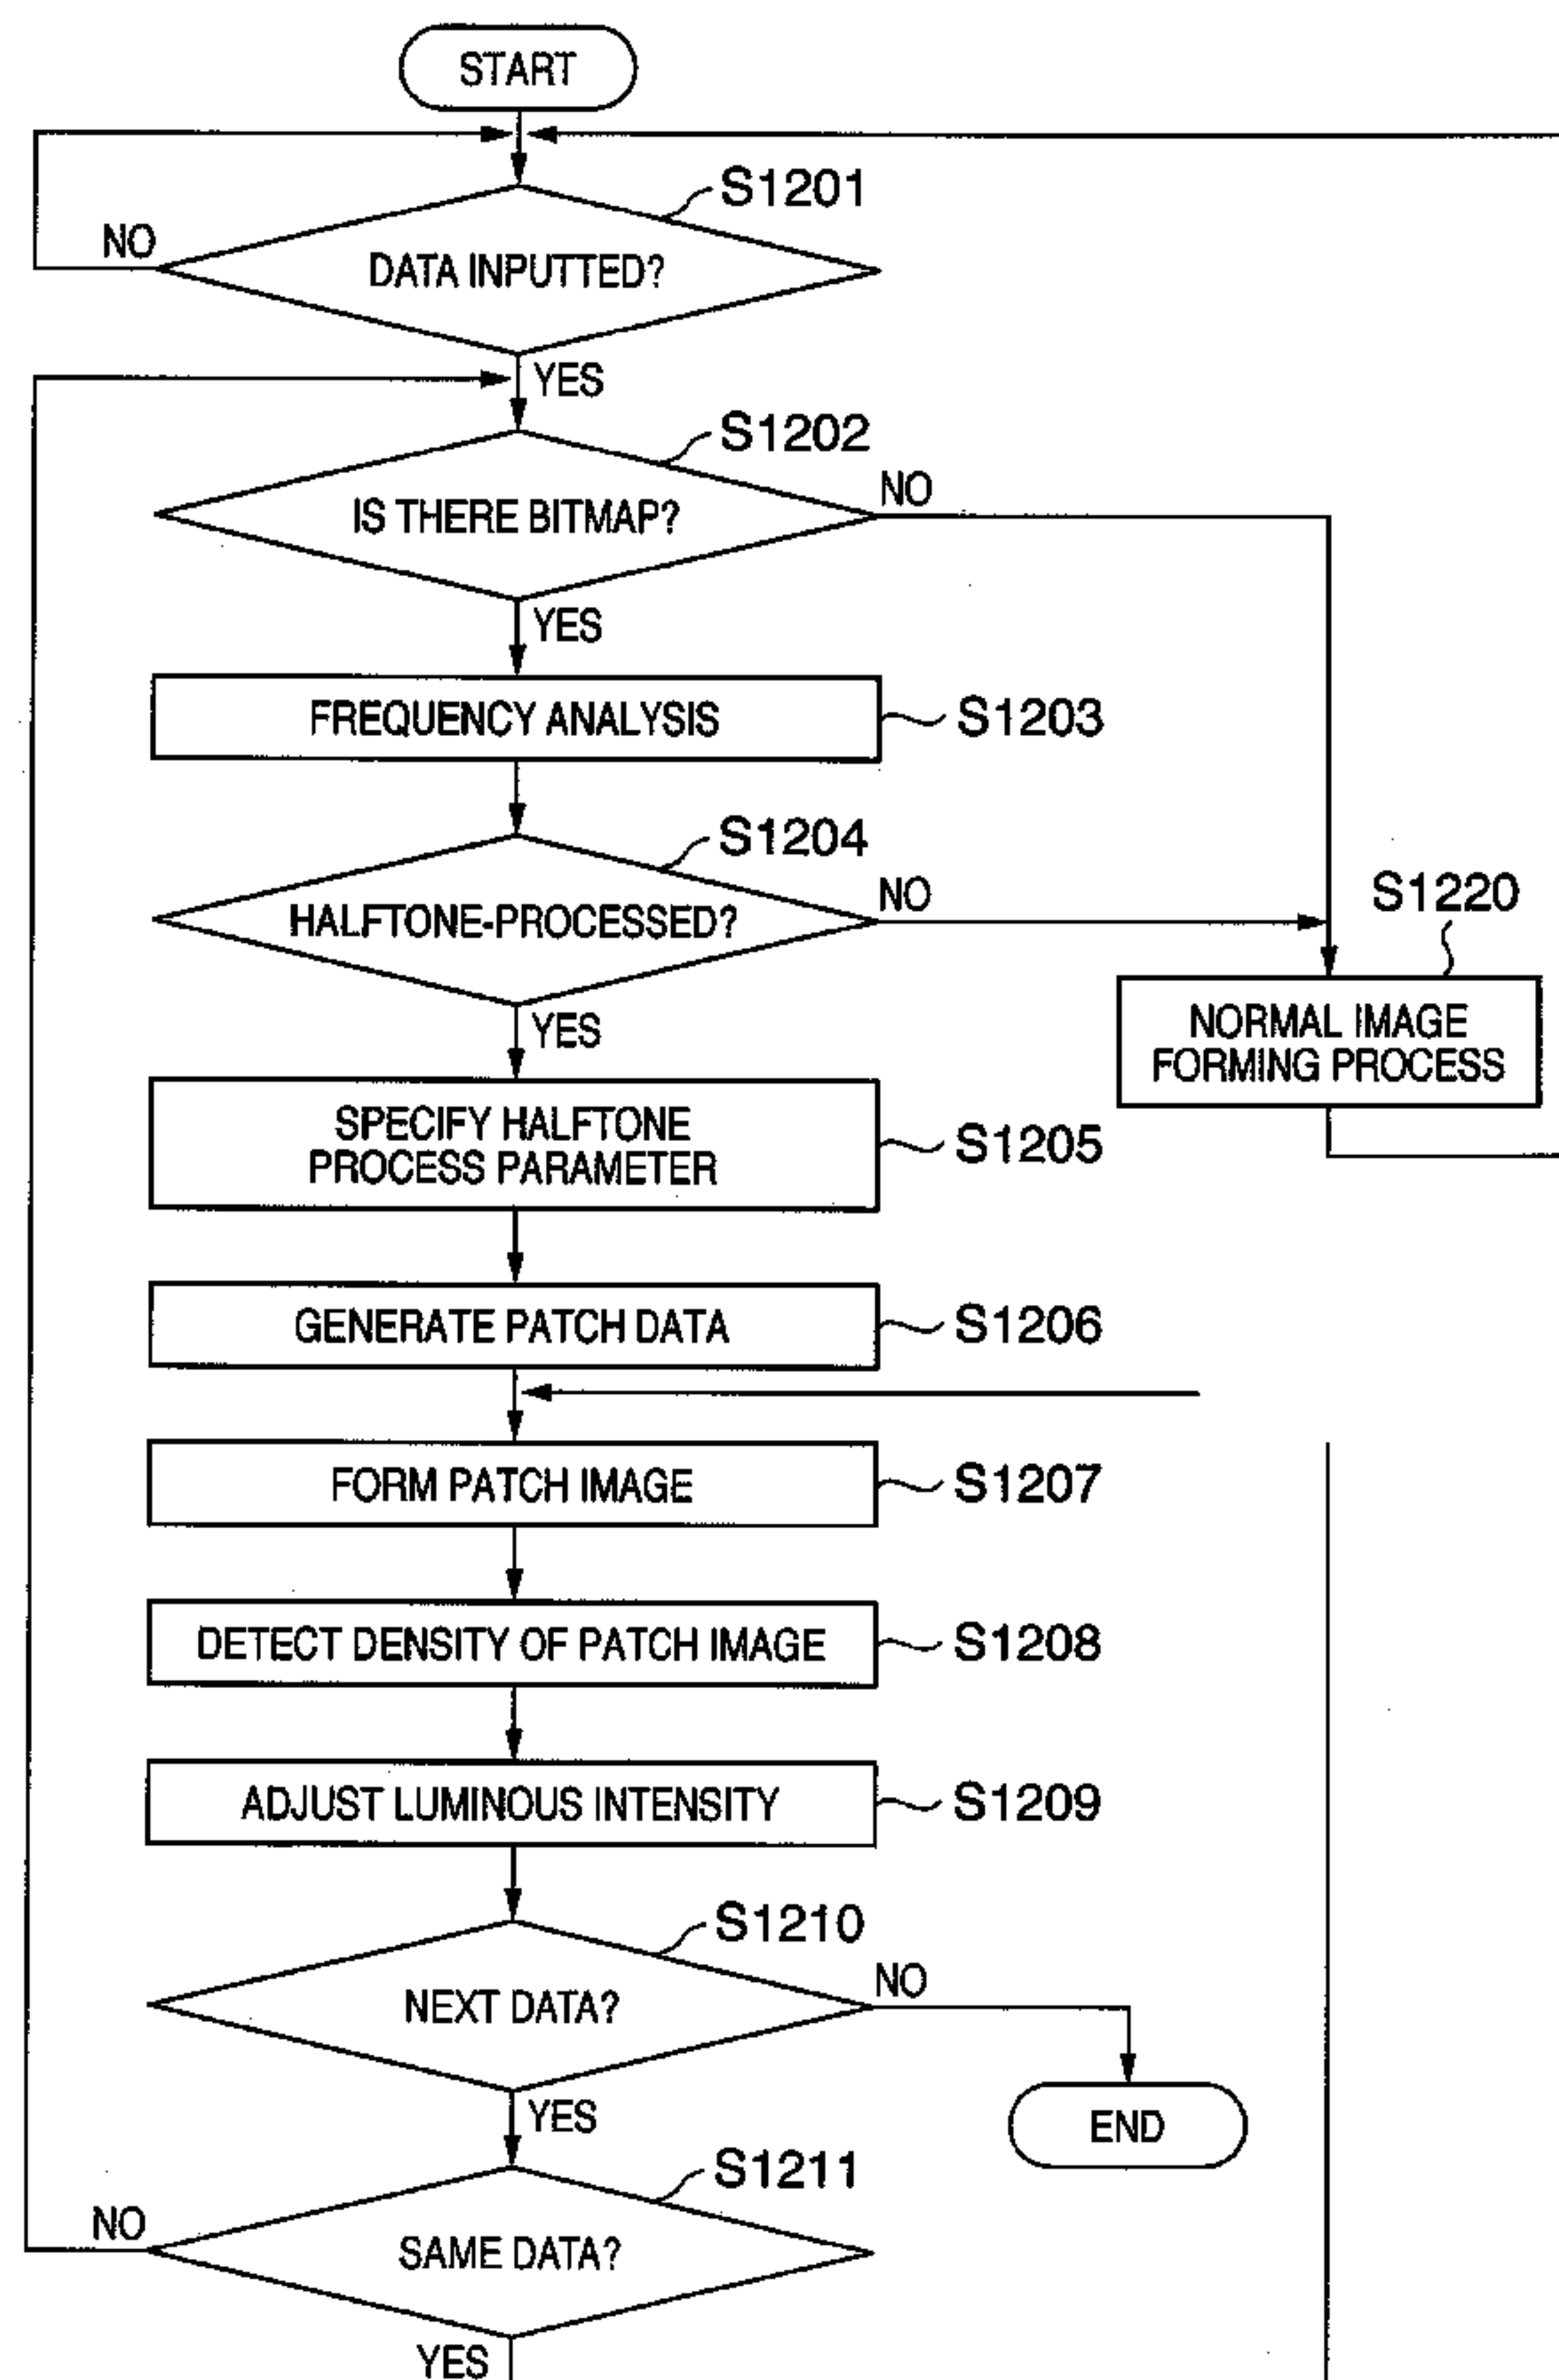 START
S1201
NO
DATA INPUTTED?
YES
S1202
NO
IS THERE BITMAP?
YES
FREQUENCY ANALYSIS
S1203
S1204
NO
HALFTONE-PROCESSED?
S1220
YES
NORMAL IMAGE
FORMING PROCESS
SPECIFY HALFTONE
PROCESS PARAMETER
S1205
GENERATE PATCH DATA
S1206
FORM PATCH IMAGE
S1207
DETECT DENSITY OF PATCH IMAGE
S1208
ADJUST LUMINOUS INTENSITY
S1209
S1210
NO
NEXT DATA?
YES
END
S1211
NO
SAME DATA?
YES